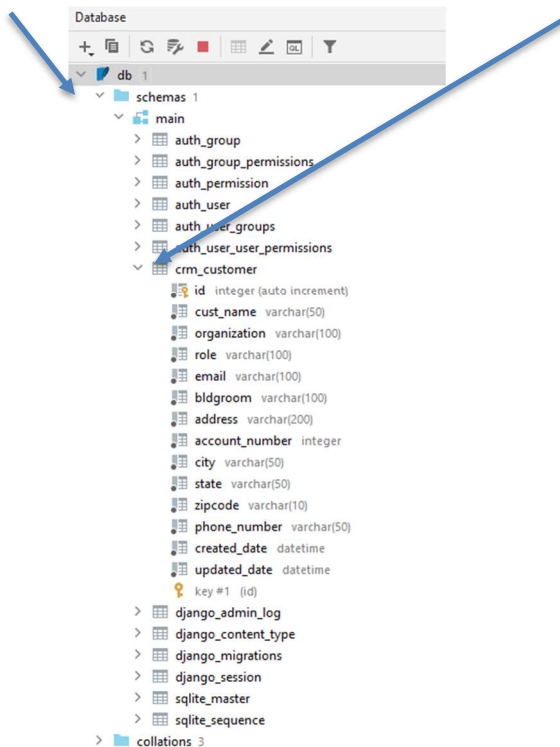 Database
GL
db 1
schemas 1
main
auth_group
auth_group_permissions
auth_permission
auth_user
auth_user_groups
auth_user_user_permissions
crm_customer
id integer (auto increment)
cust_name varchar(50)
organization varchar(100)
role varchar(100)
email varchar(100)
bldgroom varchar(100)
address varchar(200)
account_number integer
city varchar(50)
state varchar(50)
zipcode varchar(10)
phone_number varchar(50)
created_date datetime
updated_date datetime
key #1 (id)
django_admin_log
django_content_type
django_migrations
django_session
sqlite_master
sqlite_sequence
collations 3